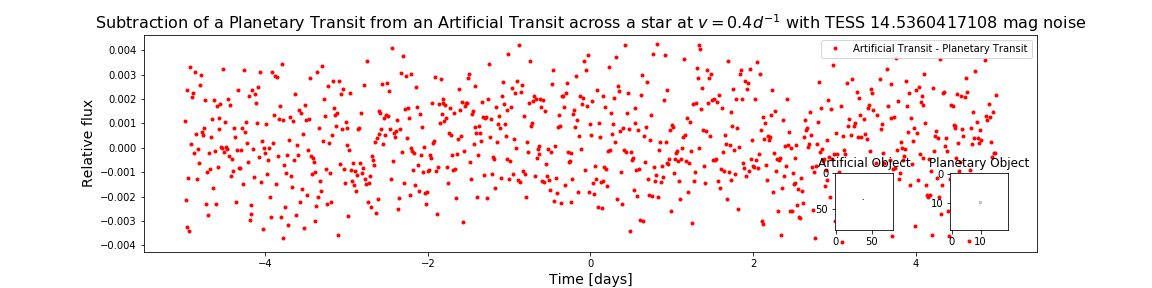 Subtraction of a Planetary Transit from an Artificial Transit across a star at v = 0.4d⁻¹ with TESS 14.5360417108 mag noise
Artificial Transit - Planetary Transit
Relative flux
0.004
0.003
0.002
0.001
0.000
−0.001
−0.002
−0.003
−0.004
Artificial Object
0
50
0 50
Planetary Object
0
10
0 10
−4 −2 0 2 4
Time [days]